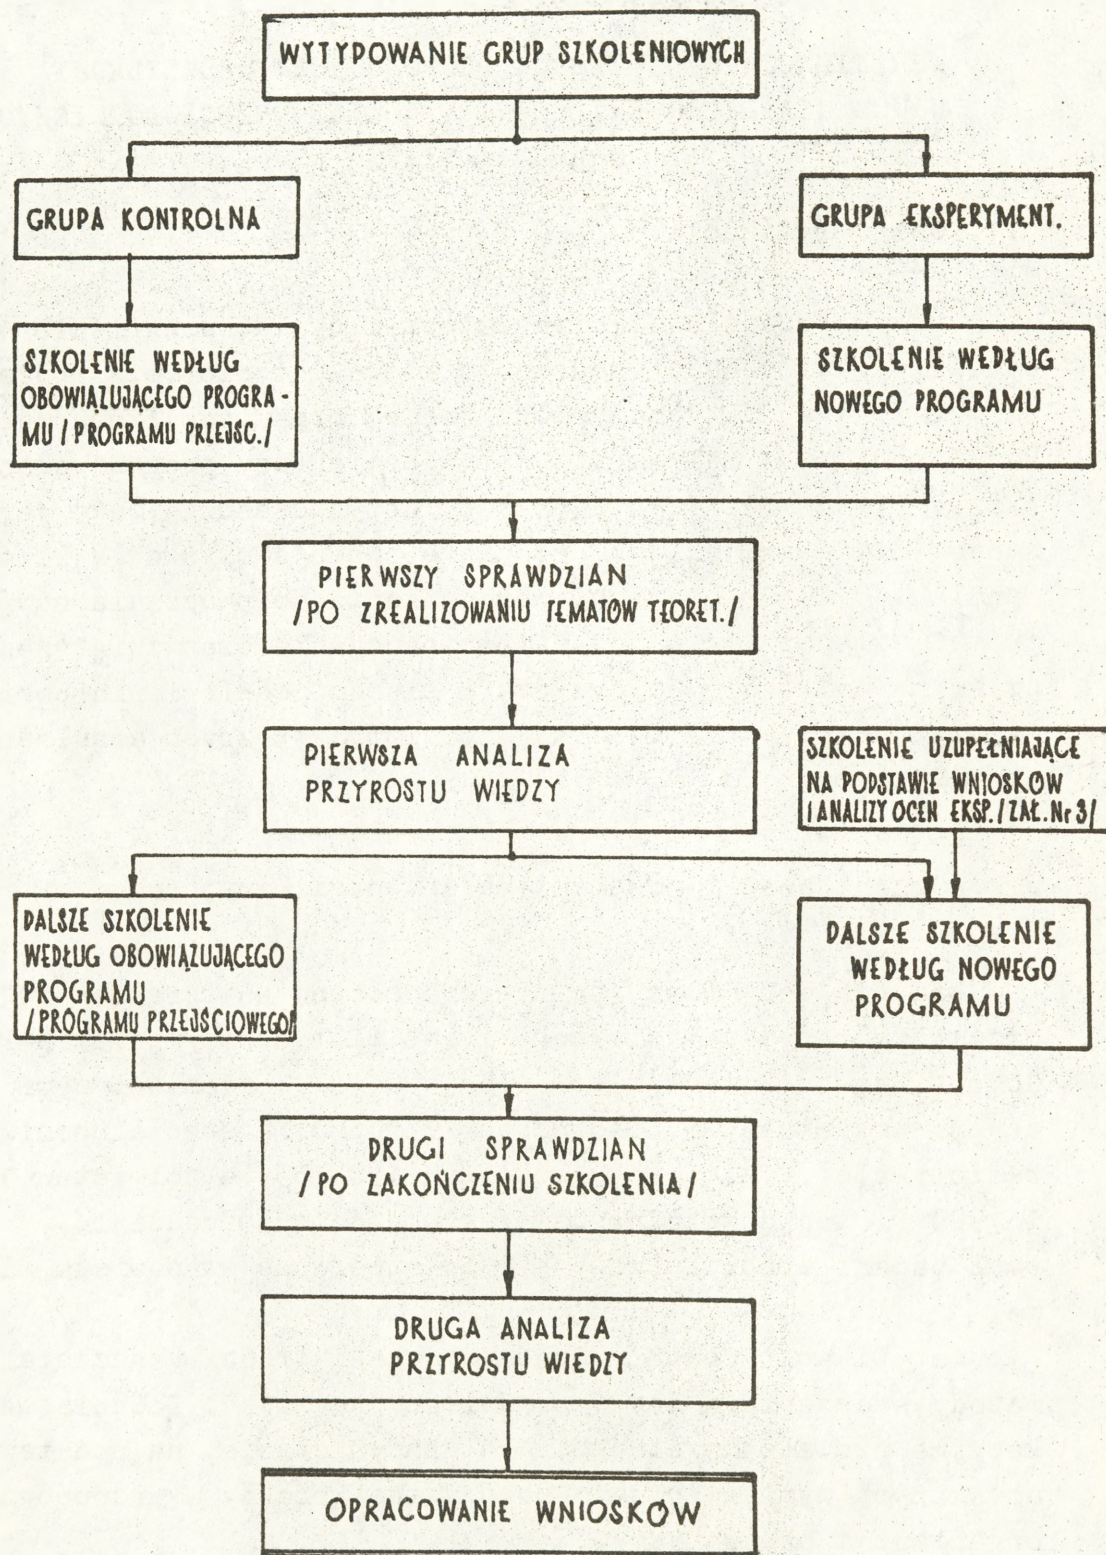 WYTYPOWANIE GRUP SZKOLENIOWYCH
GRUPA KONTROLNA
GRUPA EKSPERYMENT.
SZKOLENIE WEDŁUG
OBOWIĄZUJĄCEGO PROGRA-
MU / PROGRAMU PRZEJŚC./
SZKOLENIE WEDŁUG
NOWEGO PROGRAMU
PIERWSZY SPRAWDZIAN
/PO ZREALIZOWANIU TEMATÓW TEORET./
PIERWSZA ANALIZA
PRZYROSTU WIEDZY
SZKOLENIE UZUPEŁNIAJĄCE
NA PODSTAWIE WNIOSKÓW
I ANALIZY OCEN EKSP. / ZAŁ. Nr 3/
DALSZE SZKOLENIE
WEDŁUG OBOWIĄZUJĄCEGO
PROGRAMU
/PROGRAMU PRZEJŚCIOWEGO/
DALSZE SZKOLENIE
WEDŁUG NOWEGO
PROGRAMU
DRUGI SPRAWDZIAN
/ PO ZAKOŃCZENIU SZKOLENIA /
DRUGA ANALIZA
PRZYROSTU WIEDZY
OPRACOWANIE WNIOSKÓW